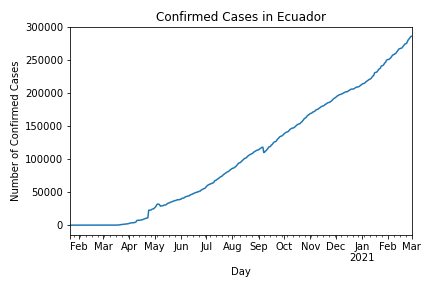 Confirmed Cases in Ecuador
300000
250000
200000
150000
100000
50000
0
Number of Confirmed Cases
Feb Mar Apr May Jun Jul Aug Sep Oct Nov Dec Jan Feb Mar
2021
Day